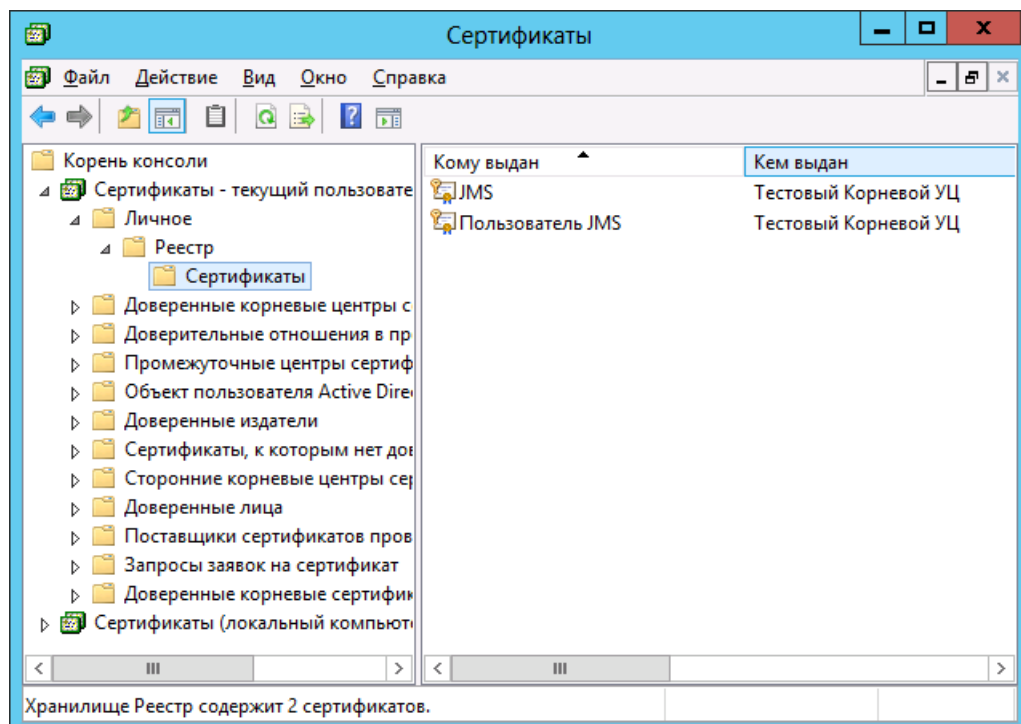 Сертификаты
Файл Действие Вид Окно Справка
Корень консоли
Сертификаты - текущий пользовате
Личное
Реестр
Сертификаты
Доверенные корневые центры с
Доверительные отношения в пр
Промежуточные центры сертиф
Объект пользователя Active Dire
Доверенные издатели
Сертификаты, к которым нет дов
Сторонние корневые центры сер
Доверенные лица
Поставщики сертификатов пров
Запросы заявок на сертификат
Доверенные корневые сертифик
Сертификаты (локальный компьют
Кому выдан Кем выдан
JMS Тестовый Корневой УЦ
Пользователь JMS Тестовый Корневой УЦ
Хранилище Реестр содержит 2 сертификатов.